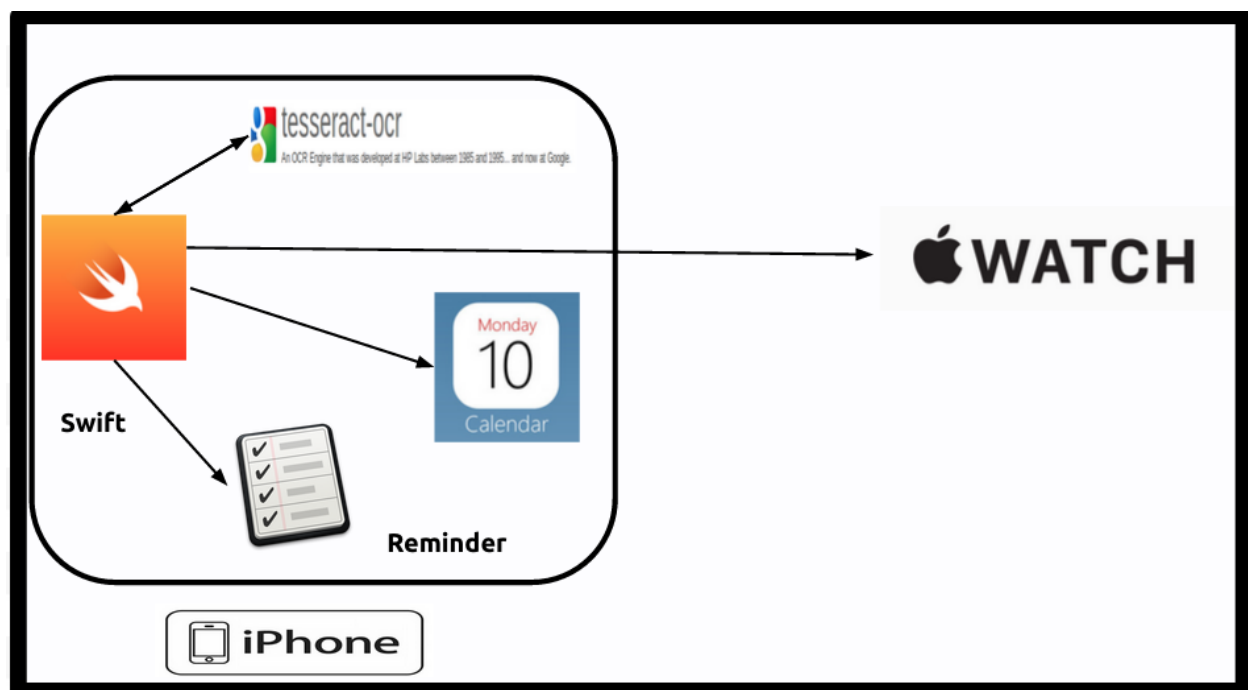 tesseract-ocr
An OCR Engine that was developed at HP Labs between 1985 and 1995... and now at Google.
WATCH
Monday
10
Calendar
Swift
Reminder
iPhone